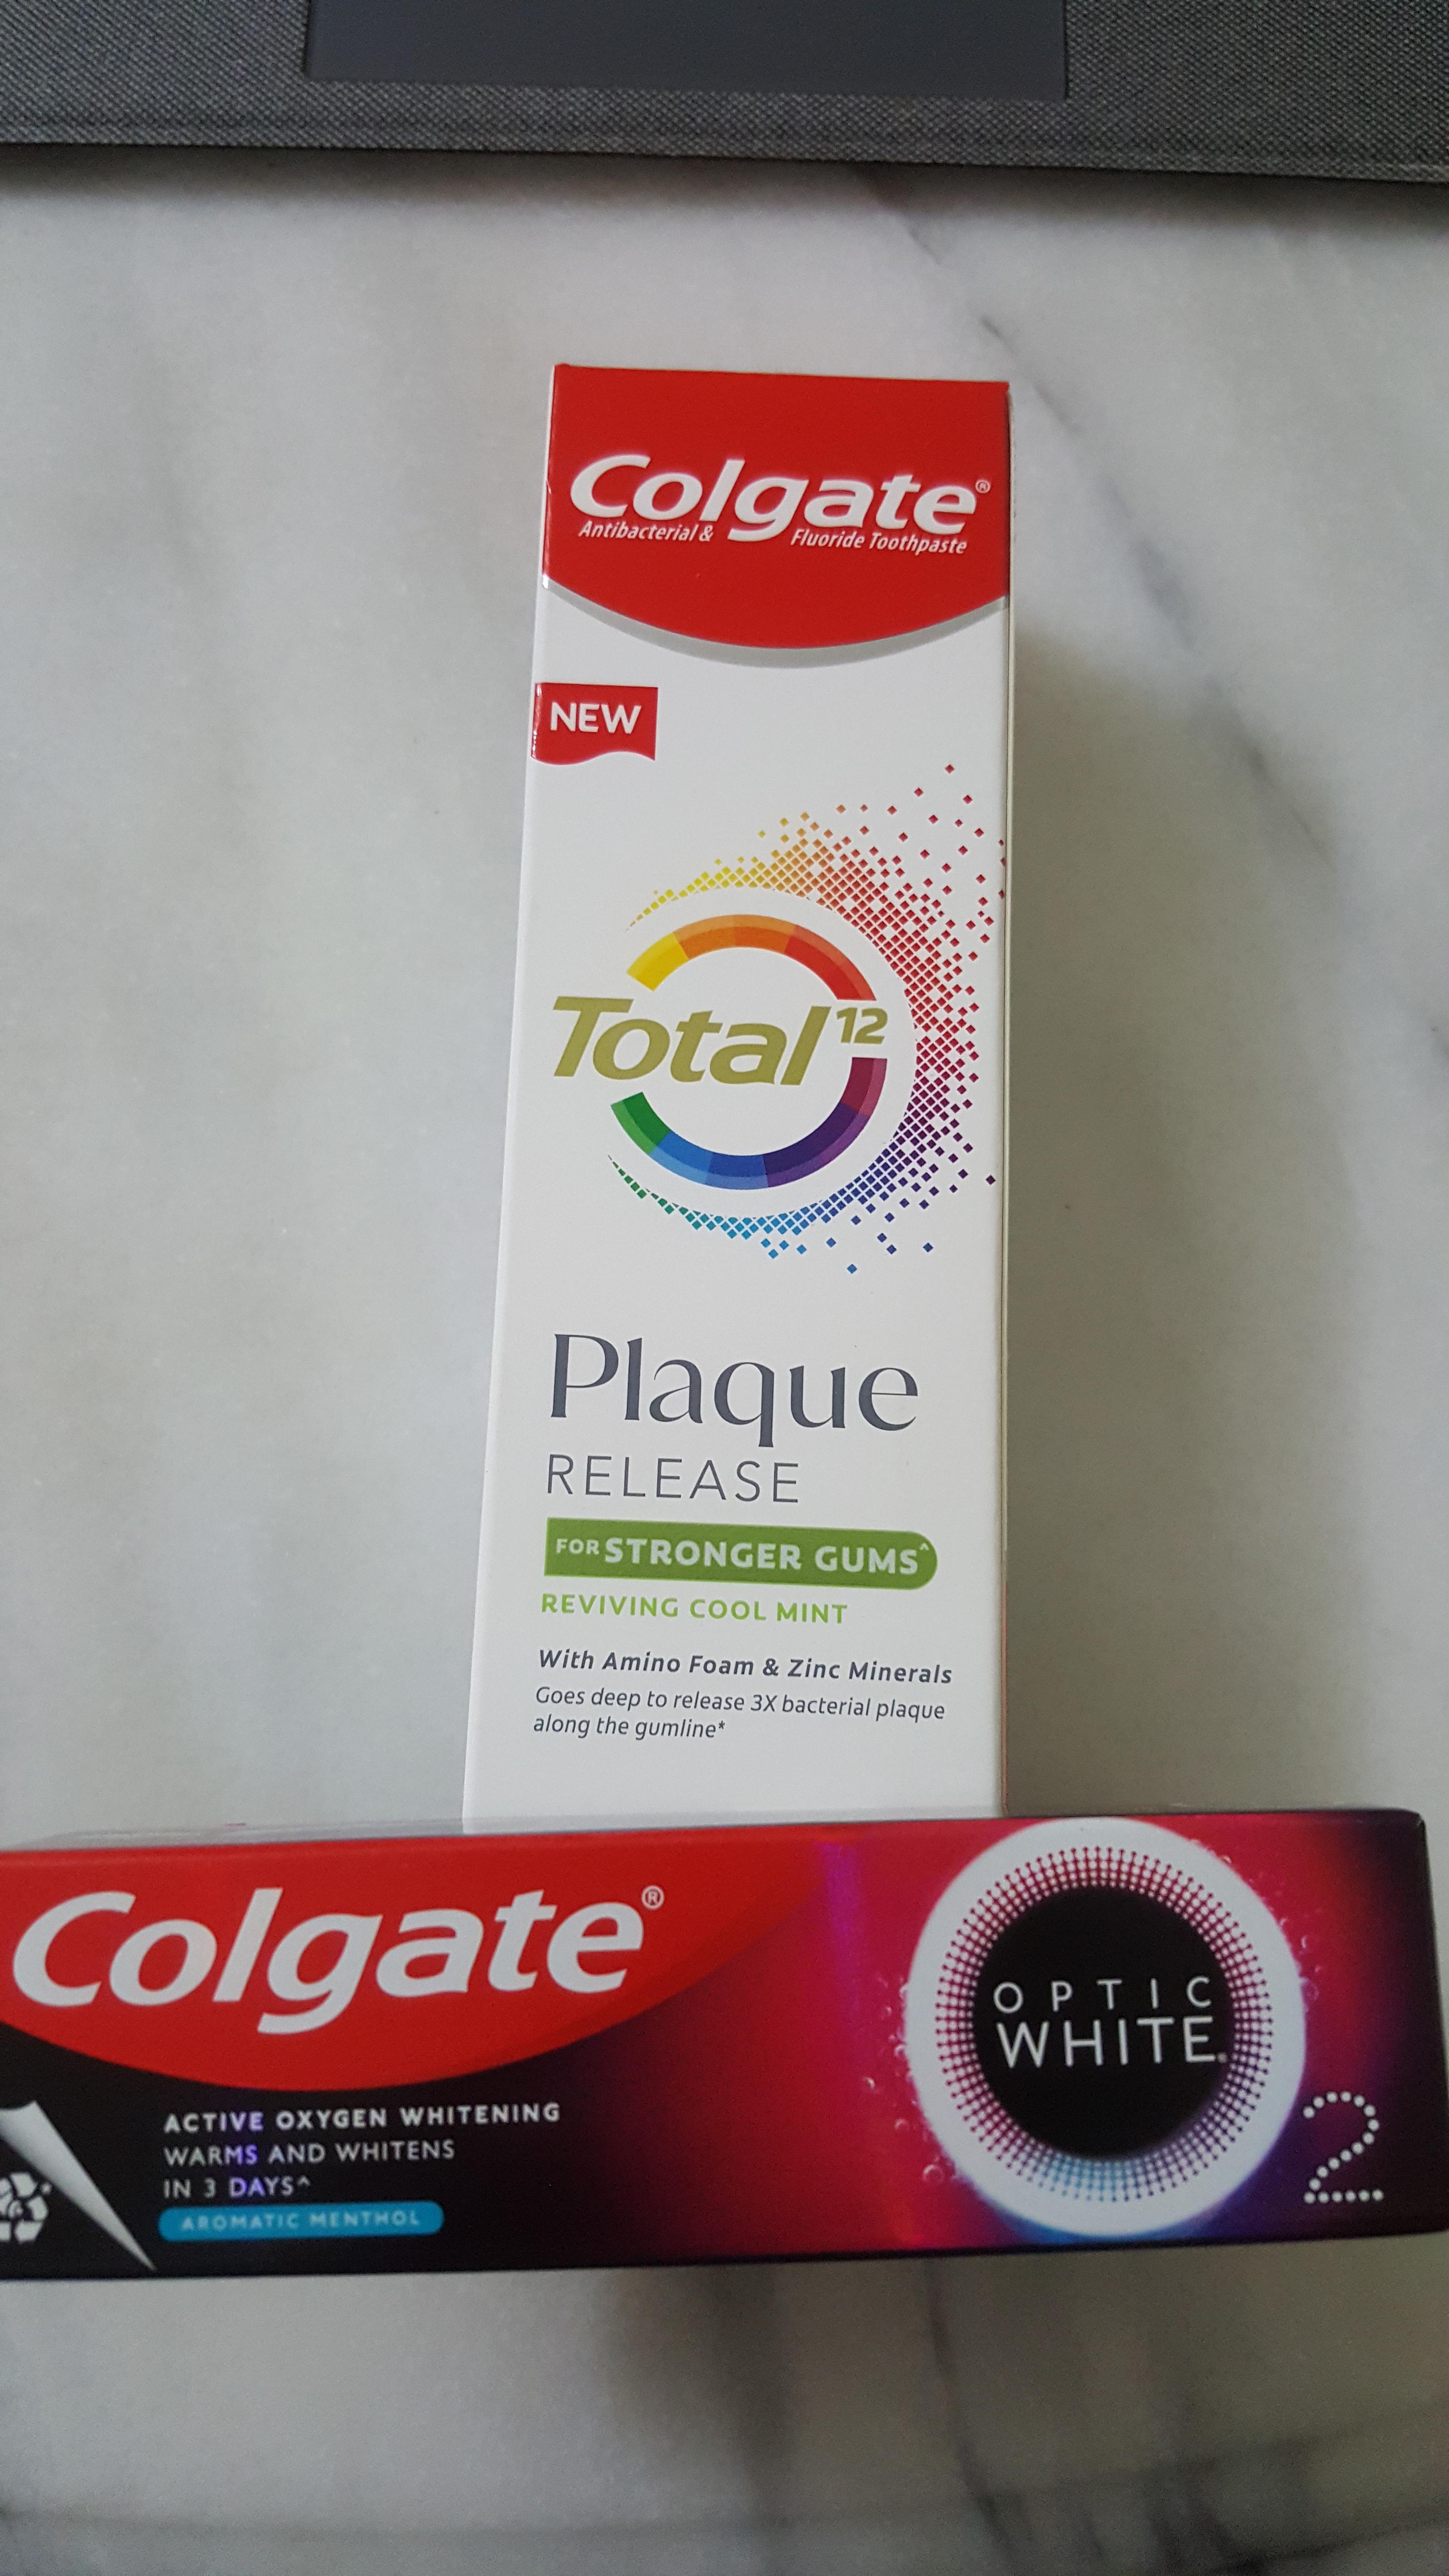 Colgate®
Antibacterial & Fluoride Toothpaste
NEW
Total 12
Plaque
RELEASE
FOR STRONGER GUMS^
REVIVING COOL MINT
With Amino Foam & Zinc Minerals
Goes deep to release 3X bacterial plaque
along the gumline*
Colgate®
OPTIC
WHITE®
2
ACTIVE OXYGEN WHITENING
WARMS AND WHITENS
IN 3 DAYS^
AROMATIC MENTHOL